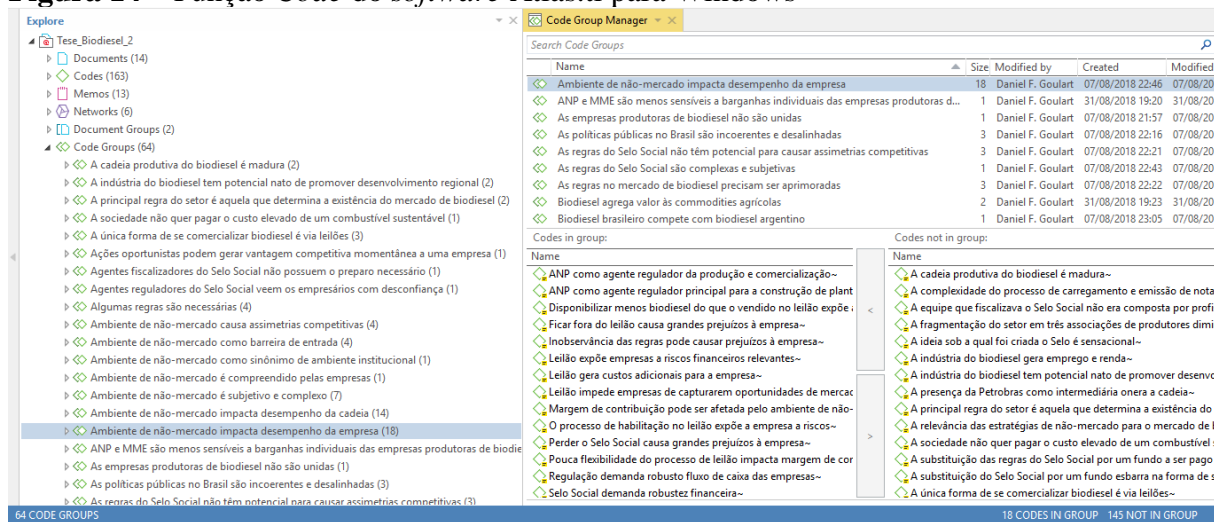 Figura 14 – Função Code do software Atlas.ti para Windows
Explore
Tese_Biodiesel_2
Documents (14)
Codes (163)
Memos (13)
Networks (6)
Document Groups (2)
Code Groups (64)
A cadeia produtiva do biodiesel é madura (2)
A indústria do biodiesel tem potencial nato de promover desenvolvimento regional (2)
A principal regra do setor é aquela que determina a existência do mercado de biodiesel (2)
A sociedade não quer pagar o custo elevado de um combustível sustentável (1)
A única forma de se comercializar biodiesel é via leilões (3)
Ações oportunistas podem gerar vantagem competitiva momentânea a uma empresa (1)
Agentes fiscalizadores do Selo Social não possuem o preparo necessário (1)
Agentes reguladores do Selo Social veem os empresários com desconfiança (1)
Algumas regras são necessárias (4)
Ambiente de não-mercado causa assimetrias competitivas (4)
Ambiente de não-mercado como barreira de entrada (4)
Ambiente de não-mercado como sinônimo de ambiente institucional (1)
Ambiente de não-mercado é compreendido pelas empresas (1)
Ambiente de não-mercado é subjetivo e complexo (7)
Ambiente de não-mercado impacta desempenho da cadeia (14)
Ambiente de não-mercado impacta desempenho da empresa (18)
ANP e MME são menos sensíveis a barganhas individuais das empresas produtoras de biodie
As empresas produtoras de biodiesel não são unidas (1)
As políticas públicas no Brasil são incoerentes e desalinhadas (3)
As regras do Selo Social não têm potencial para causar assimetrias competitivas (3)
Code Group Manager
Search Code Groups
Name Size Modified by Created Modified
Ambiente de não-mercado impacta desempenho da empresa 18 Daniel F. Goulart 07/08/2018 22:46 07/08/20
ANP e MME são menos sensíveis a barganhas individuais das empresas produtoras d... 1 Daniel F. Goulart 31/08/2018 19:20 31/08/20
As empresas produtoras de biodiesel não são unidas 1 Daniel F. Goulart 07/08/2018 21:57 07/08/20
As políticas públicas no Brasil são incoerentes e desalinhadas 3 Daniel F. Goulart 07/08/2018 22:16 07/08/20
As regras do Selo Social não têm potencial para causar assimetrias competitivas 3 Daniel F. Goulart 07/08/2018 22:21 07/08/20
As regras do Selo Social são complexas e subjetivas 1 Daniel F. Goulart 07/08/2018 22:43 07/08/20
As regras no mercado de biodiesel precisam ser aprimoradas 3 Daniel F. Goulart 07/08/2018 22:22 07/08/20
Biodiesel agrega valor às commodities agrícolas 2 Daniel F. Goulart 31/08/2018 19:23 31/08/20
Biodiesel brasileiro compete com biodiesel argentino 1 Daniel F. Goulart 07/08/2018 23:05 07/08/20
Codes in group:
Name
ANP como agente regulador da produção e comercialização~
ANP como agente regulador principal para a construção de plant
Disponibilizar menos biodiesel do que o vendido no leilão expõe
Ficar fora do leilão causa grandes prejuízos à empresa~
Inobservância das regras pode causar prejuízos à empresa~
Leilão expõe empresas a riscos financeiros relevantes~
Leilão gera custos adicionais para a empresa~
Leilão impede empresas de capturarem oportunidades de mercac
Margem de contribuição pode ser afetada pelo ambiente de não-
O processo de habilitação no leilão expõe a empresa a riscos~
Perder o Selo Social causa grandes prejuízos à empresa~
Pouca flexibilidade do processo de leilão impacta margem de cor
Regulação demanda robusto fluxo de caixa das empresas~
Selo Social demanda robustez financeira~
<
>
Codes not in group:
Name
A cadeia produtiva do biodiesel é madura~
A complexidade do processo de carregamento e emissão de nota
A equipe que fiscalizava o Selo Social não era composta por profi
A fragmentação do setor em três associações de produtores dimi
A ideia sob a qual foi criada o Selo é sensacional~
A indústria do biodiesel gera emprego e renda~
A indústria do biodiesel tem potencial nato de promover desenvo
A presença da Petrobras como intermediária onera a cadeia~
A principal regra do setor é aquela que determina a existência do
A relevância das estratégias de não-mercado para o mercado de
A sociedade não quer pagar o custo elevado de um combustível
A substituição das regras do Selo Social por um fundo a ser pago
A substituição do Selo Social por um fundo esbarra na forma de s
A única forma de se comercializar biodiesel é via leilões~
64 CODE GROUPS
18 CODES IN GROUP 145 NOT IN GROUP